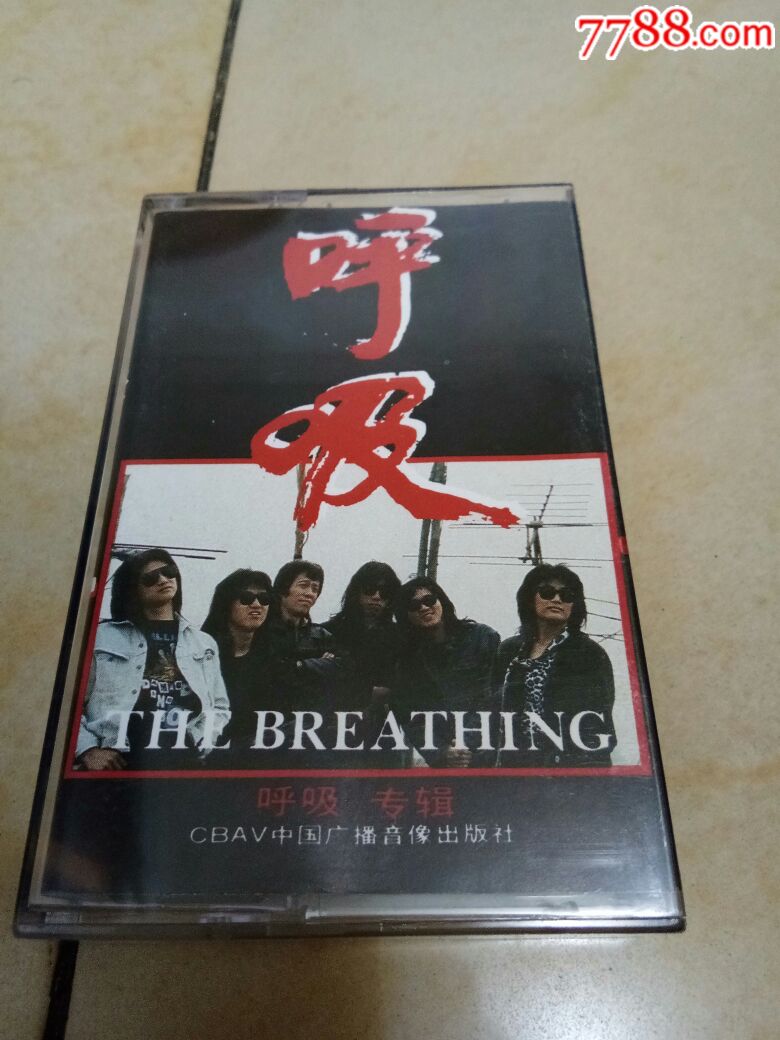 7788.com
呼
吸
THE BREATHING
呼吸 专辑
CBAV中国广播音像出版社